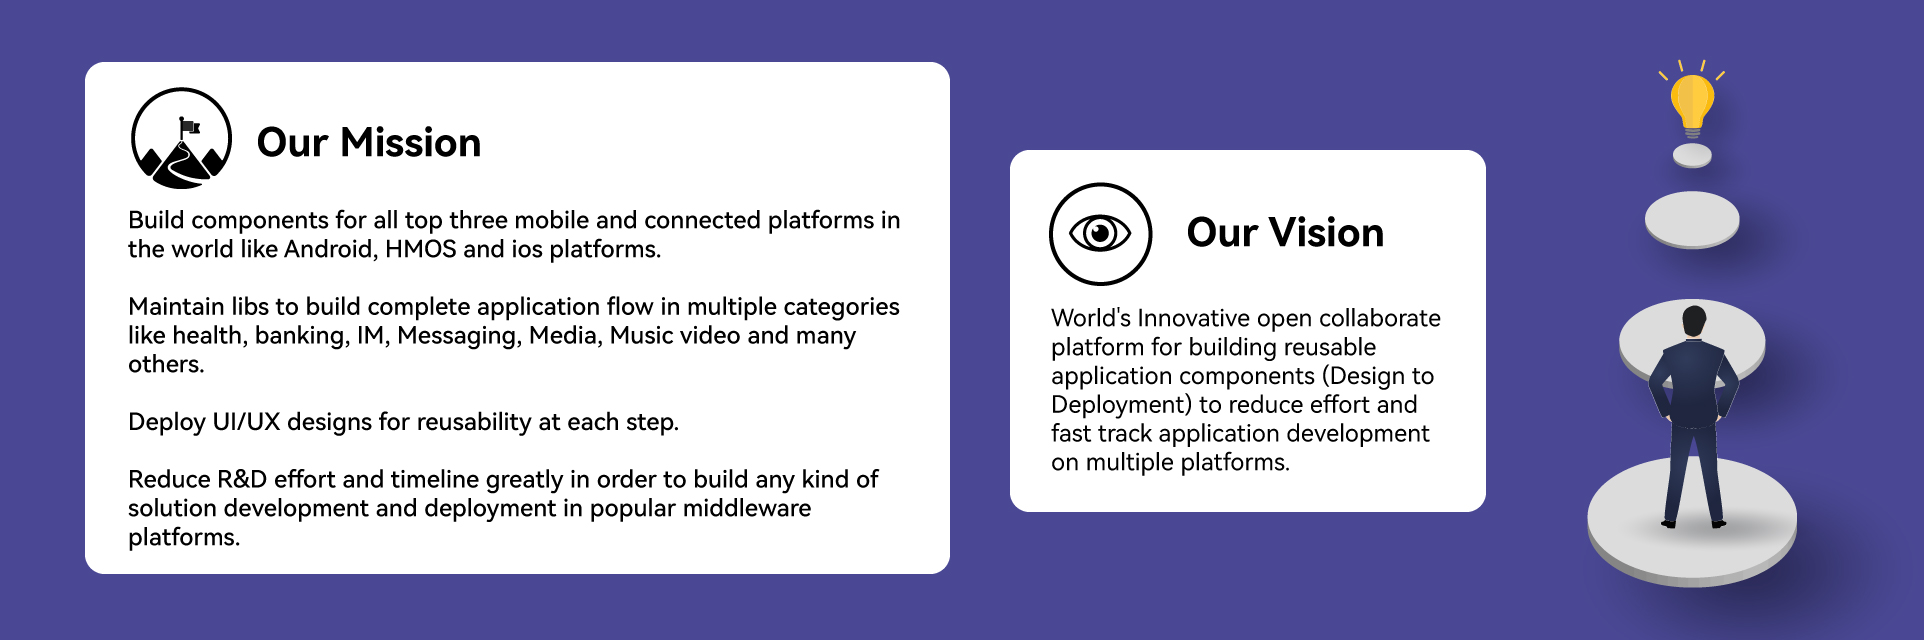 Our Mission
Build components for all top three mobile and connected platforms in
the world like Android, HMOS and ios platforms.
Maintain libs to build complete application flow in multiple categories
like health, banking, IM, Messaging, Media, Music video and many
others.
Deploy UI/UX designs for reusability at each step.
Reduce R&D effort and timeline greatly in order to build any kind of
solution development and deployment in popular middleware
platforms.
Our Vision
World's Innovative open collaborate
platform for building reusable
application components (Design to
Deployment) to reduce effort and
fast track application development
on multiple platforms.